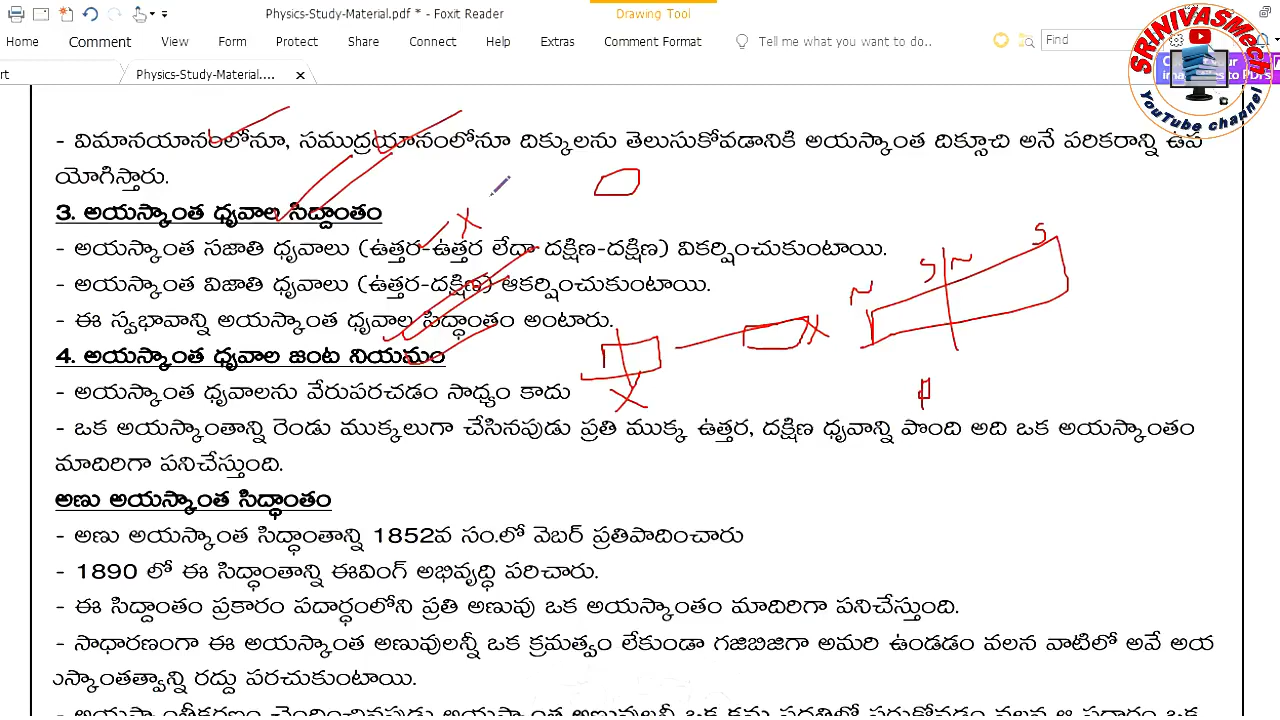 Physics-Study-Material.pdf * - Foxit Reader
Drawing Tool
Home Comment View Form Protect Share Connect Help Extras Comment Format Tell me what you want to do.. Find
rt Physics-Study-Material....
SRINIVASMech
YouTube channel
- విమానయానంలోనూ, సముద్రయానంలోనూ దిక్కులను తెలుసుకోవడానికి అయస్కాంత దిక్సూచి అనే పరికరాన్ని ఉప
యోగిస్తారు.
3. అయస్కాంత ధృవాల సిద్దాంతం
X
- అయస్కాంత సజాతి ధృవాలు (ఉత్తర-ఉత్తర లేదా దక్షిణ-దక్షిణ) వికర్షించుకుంటాయి.
N S N S
- అయస్కాంత విజాతి ధృవాలు (ఉత్తర-దక్షిణ) ఆకర్షించుకుంటాయి.
- ఈ స్వభావాన్ని అయస్కాంత ధృవాల సిద్ధాంతం అంటారు.
4. అయస్కాంత ధృవాల జంట నియమం
- అయస్కాంత ధృవాలను వేరుపరచడం సాధ్యం కాదు
- ఒక అయస్కాంతాన్ని రెండు ముక్కలుగా చేసినపుడు ప్రతి ముక్క ఉత్తర, దక్షిణ ధృవాన్ని పొంది అది ఒక అయస్కాంతం
మాదిరిగా పనిచేస్తుంది.
అణు అయస్కాంత సిద్ధాంతం
- అణు అయస్కాంత సిద్ధాంతాన్ని 1852వ సం.లో వెబర్ ప్రతిపాదించారు
- 1890 లో ఈ సిద్ధాంతాన్ని ఈవింగ్ అభివృద్ధి పరిచారు.
- ఈ సిద్దాంతం ప్రకారం పదార్ధంలోని ప్రతి అణువు ఒక అయస్కాంతం మాదిరిగా పనిచేస్తుంది.
- సాధారణంగా ఈ అయస్కాంత అణువులన్నీ ఒక క్రమత్వం లేకుండా గజిబిజిగా అమరి ఉండడం వలన వాటిలో అవే అయ
స్కాంతత్వాన్ని రద్దు పరచుకుంటాయి.